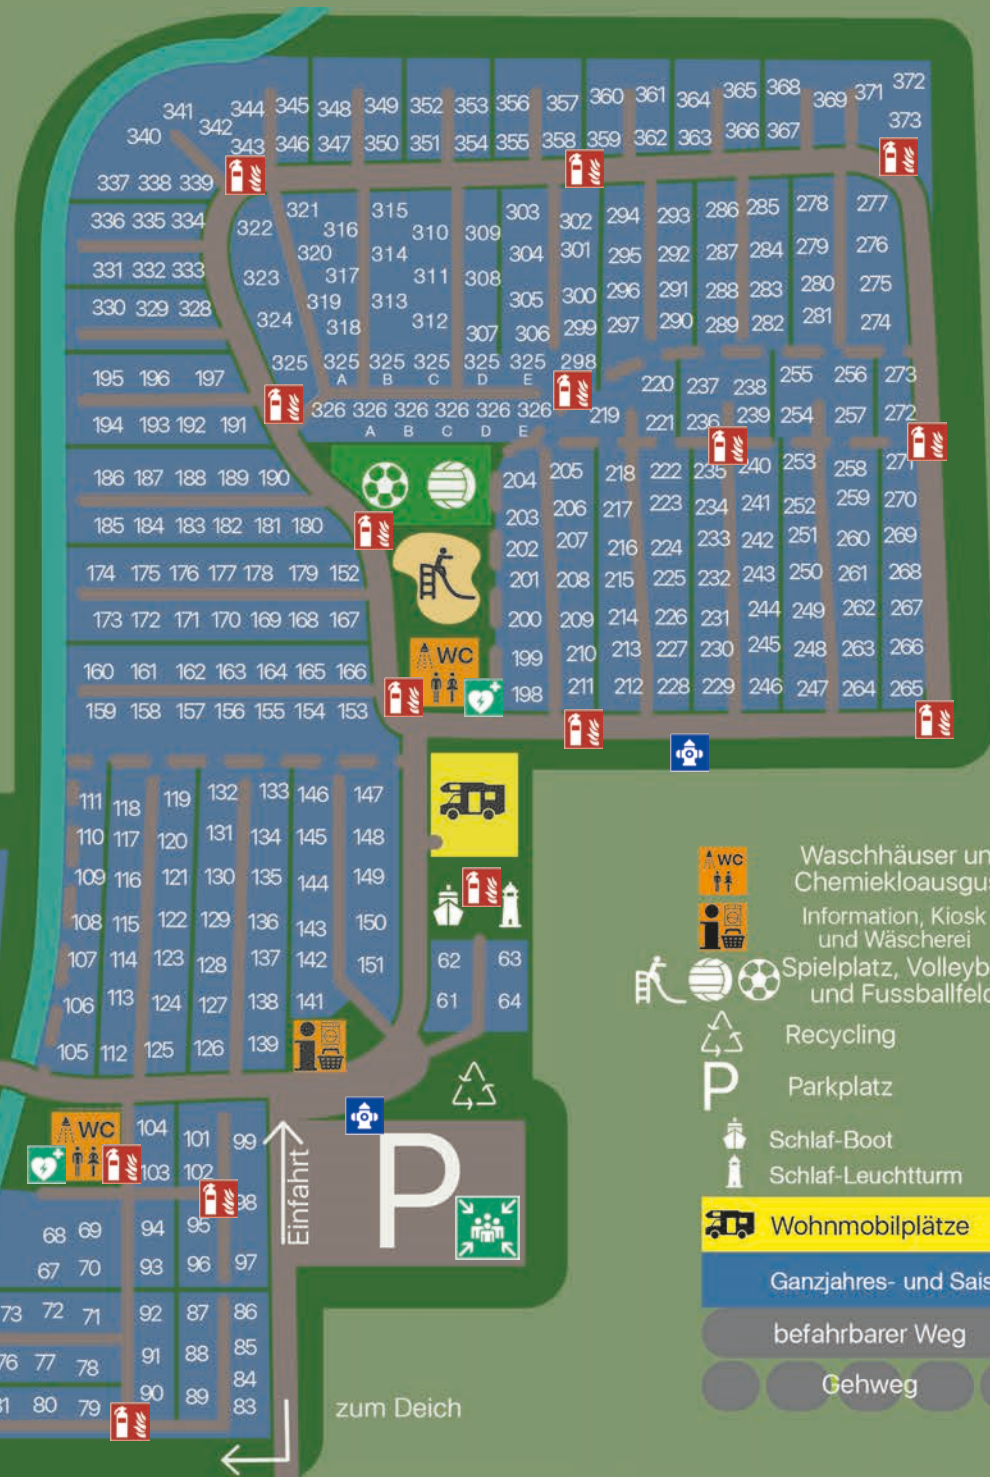 341 344 345 348 349 352 353 356 357 360 361 364 365 368 369 371 372
340 342 343 346 347 350 351 354 355 358 359 362 363 366 367 373
337 338 339
336 335 334
331 332 333
330 329 328
322 321 316 315 310 309 303 302 294 293 286 285 278 277
323 320 317 314 311 308 304 301 295 292 287 284 279 276
324 319 318 313 312 307 305 306 300 299 296 297 291 290 288 289 283 282 280 281 275 274
325 325 325 325 325 325 298
A B C D E
326 326 326 326 326 326
A B C D E
219 220 237 238 255 256 273
221 236 239 254 257 272
195 196 197
194 193 192 191
186 187 188 189 190
185 184 183 182 181 180
174 175 176 177 178 179 152
173 172 171 170 169 168 167
160 161 162 163 164 165 166
159 158 157 156 155 154 153
204 205 218 222 235 240 253 258 271
203 206 217 223 234 241 252 259 270
202 207 216 224 233 242 251 260 269
201 208 215 225 232 243 250 261 268
200 209 214 226 231 244 249 262 267
199 210 213 227 230 245 248 263 266
198 211 212 228 229 246 247 264 265
WC
111 118 119 132 133 146 147
110 117 120 131 134 145 148
109 116 121 130 135 144 149
108 115 122 129 136 143 150
107 114 123 128 137 142 151
106 113 124 127 138 141
105 112 125 126 139
62 63
61 64
WC
104 101 99
103 102 98
68 69 94 95
67 70 93 96 97
73 72 71 92 87 86
76 77 78 91 88 85
84
81 80 79 90 89 83
Einfahrt
P
zum Deich
WC
Waschhäuser un
Chemiekloausgus
Information, Kiosk
und Wäscherei
Spielplatz, Volleyb
und Fussballfeld
Recycling
P Parkplatz
Schlaf-Boot
Schlaf-Leuchtturm
Wohnmobilplätze
Ganzjahres- und Sais
befahrbarer Weg
Gehweg